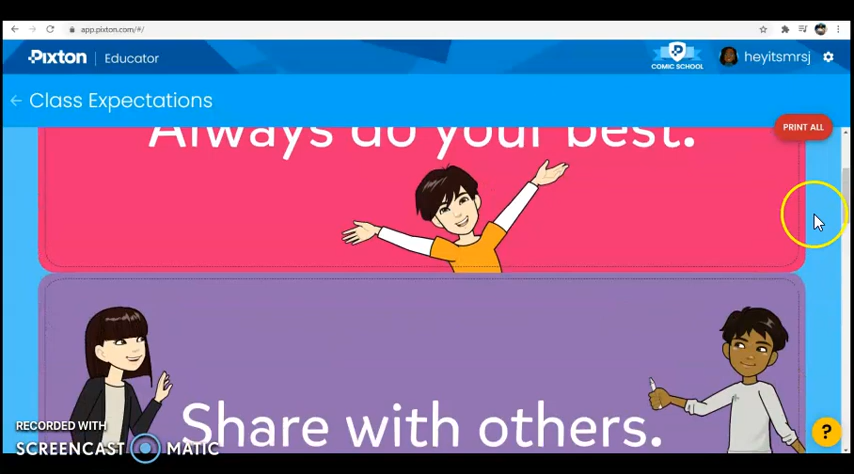 app.pixton.com/#/
Pixton | Educator
COMIC SCHOOL
heyitsmrsj
Class Expectations
PRINT ALL
Always do your best.
Share with others.
RECORDED WITH
SCREENCAST MATIC
?